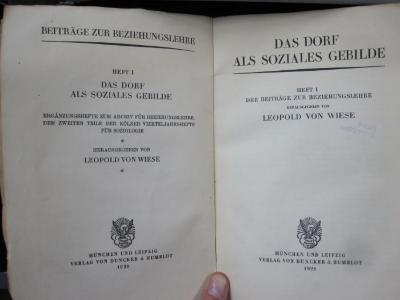 BEITRÄGE ZUR BEZIEHUNGSLEHRE
HEFT I
DAS DORF
ALS SOZIALES GEBILDE
ERGÄNZUNGSHEFTE ZUM ARCHIV FÜR BEZIEHUNGSLEHRE,
DEM ZWEITEN TEILE DER KÖLNER VIERTELJAHRSHEFTE
FÜR SOZIOLOGIE
HERAUSGEGEBEN VON
LEOPOLD VON WIESE
MÜNCHEN UND LEIPZIG
VERLAG VON DUNCKER & HUMBLOT
1928
DAS DORF
ALS SOZIALES GEBILDE
HEFT I
DER BEITRÄGE ZUR BEZIEHUNGSLEHRE
HERAUSGEGEBEN VON
LEOPOLD VON WIESE
MÜNCHEN UND LEIPZIG
VERLAG VON DUNCKER & HUMBLOT
1928